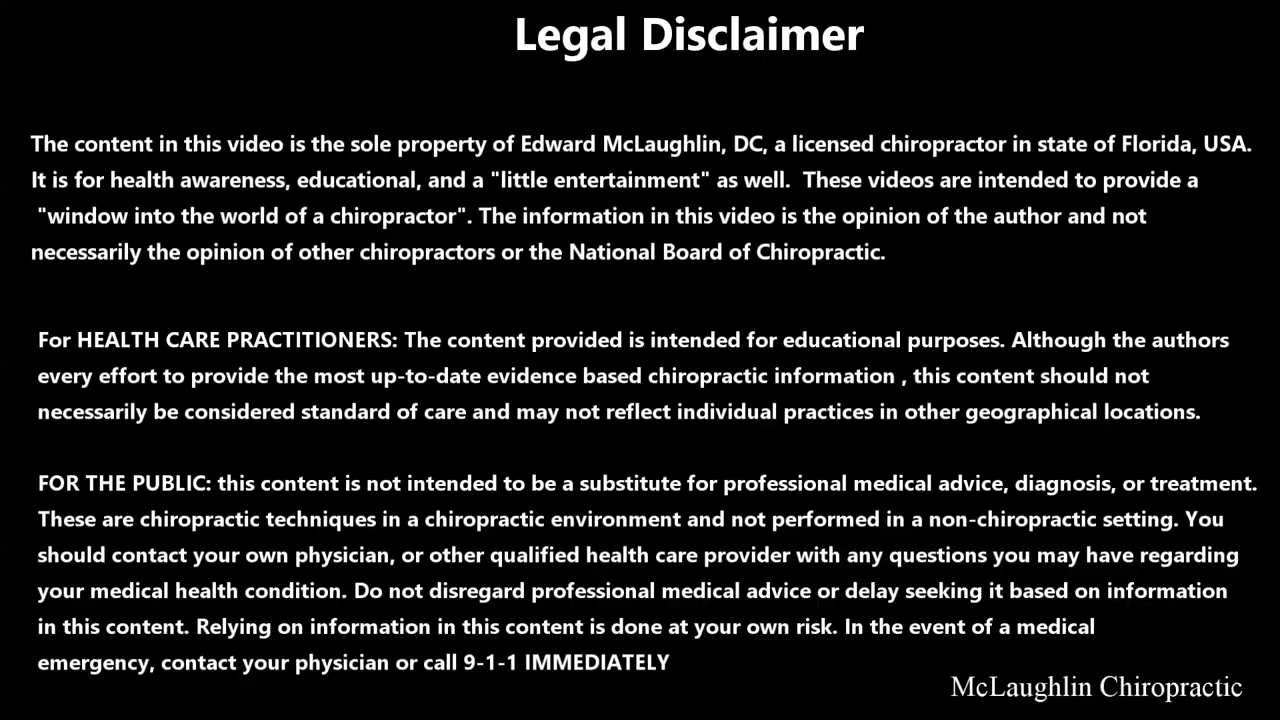 Legal Disclaimer
The content in this video is the sole property of Edward McLaughlin, DC, a licensed chiropractor in state of Florida, USA.
It is for health awareness, educational, and a "little entertainment" as well.  These videos are intended to provide a
"window into the world of a chiropractor". The information in this video is the opinion of the author and not
necessarily the opinion of other chiropractors or the National Board of Chiropractic.
For HEALTH CARE PRACTITIONERS: The content provided is intended for educational purposes. Although the authors
every effort to provide the most up-to-date evidence based chiropractic information , this content should not
necessarily be considered standard of care and may not reflect individual practices in other geographical locations.
FOR THE PUBLIC: this content is not intended to be a substitute for professional medical advice, diagnosis, or treatment.
These are chiropractic techniques in a chiropractic environment and not performed in a non-chiropractic setting. You
should contact your own physician, or other qualified health care provider with any questions you may have regarding
your medical health condition. Do not disregard professional medical advice or delay seeking it based on information
in this content. Relying on information in this content is done at your own risk. In the event of a medical
emergency, contact your physician or call 9-1-1 IMMEDIATELY
McLaughlin Chiropractic